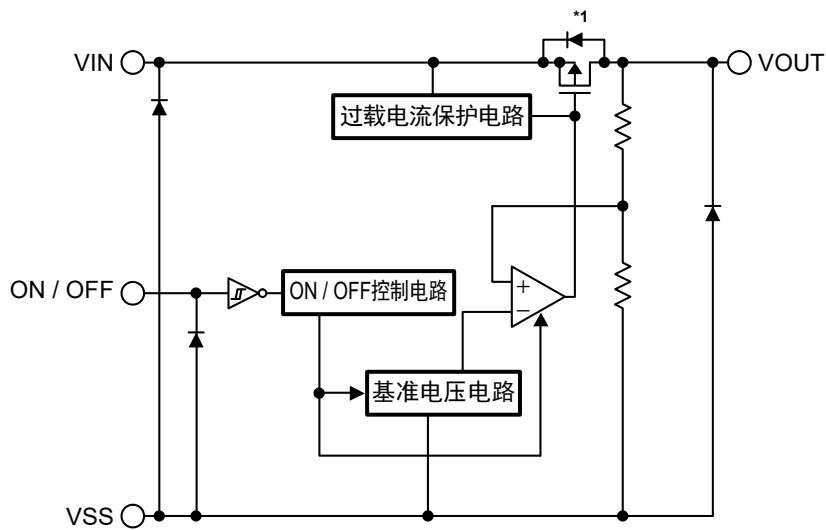 *1
VIN
VOUT
过载电流保护电路
ON / OFF
ON / OFF控制电路
+
−
基准电压电路
VSS